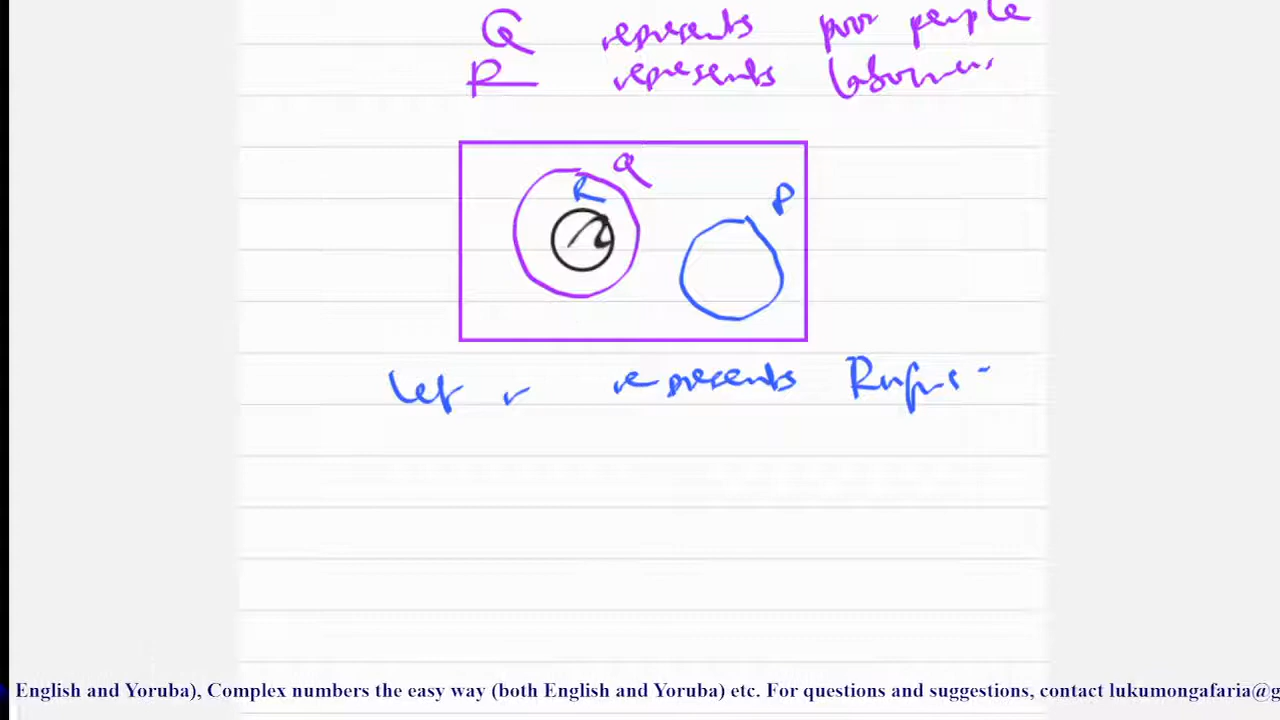 Q represents poor people
R represents labourers
Q
R
P
r
let r represents Rufus
English and Yoruba), Complex numbers the easy way (both English and Yoruba) etc. For questions and suggestions, contact lukumongafaria@g